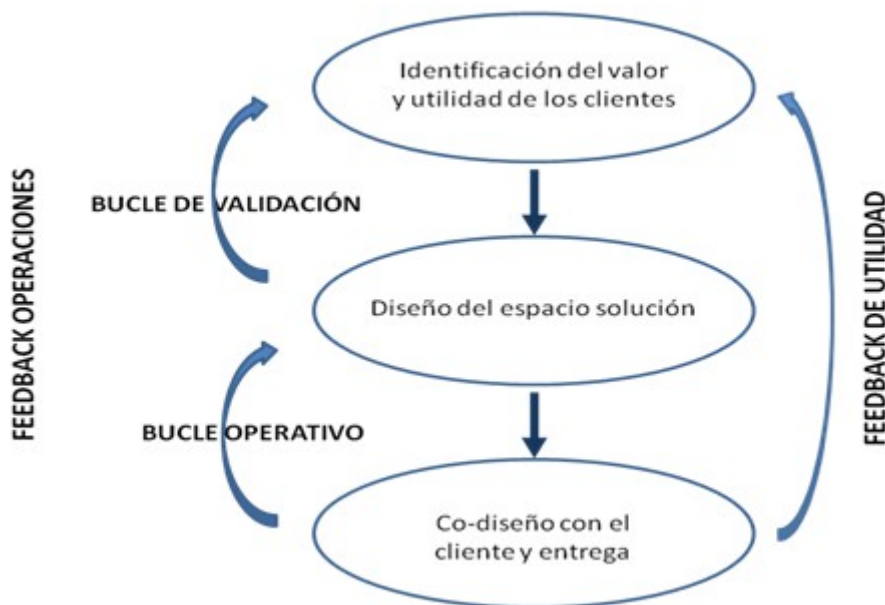 Identificación del valor
y utilidad de los clientes
BUCLE DE VALIDACIÓN
FEEDBACK OPERACIONES
FEEDBACK DE UTILIDAD
Diseño del espacio solución
BUCLE OPERATIVO
Co-diseño con el
cliente y entrega